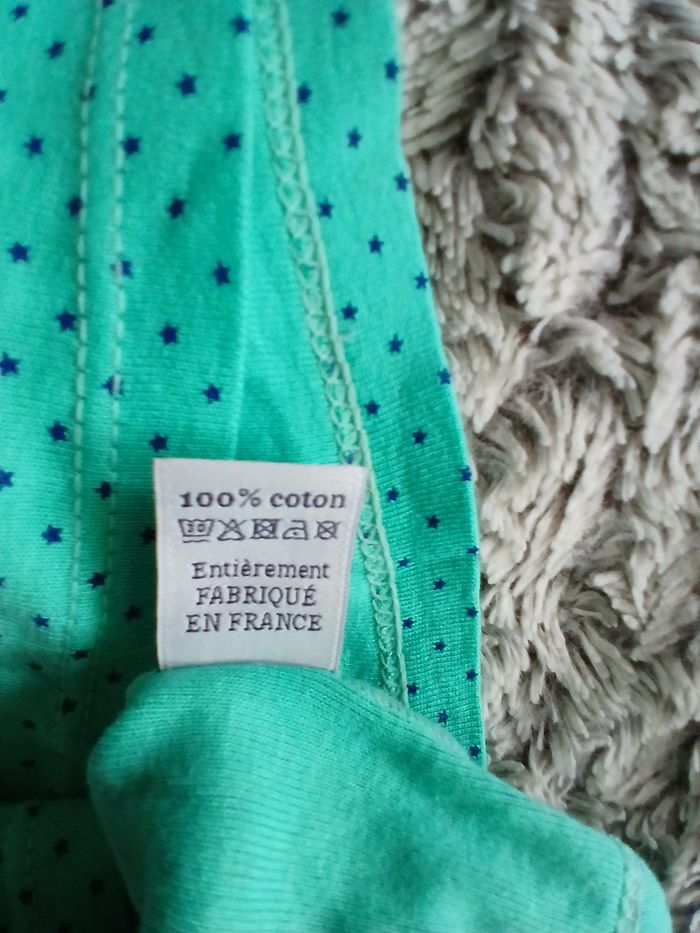 100% coton
Entièrement
FABRIQUÉ
EN FRANCE